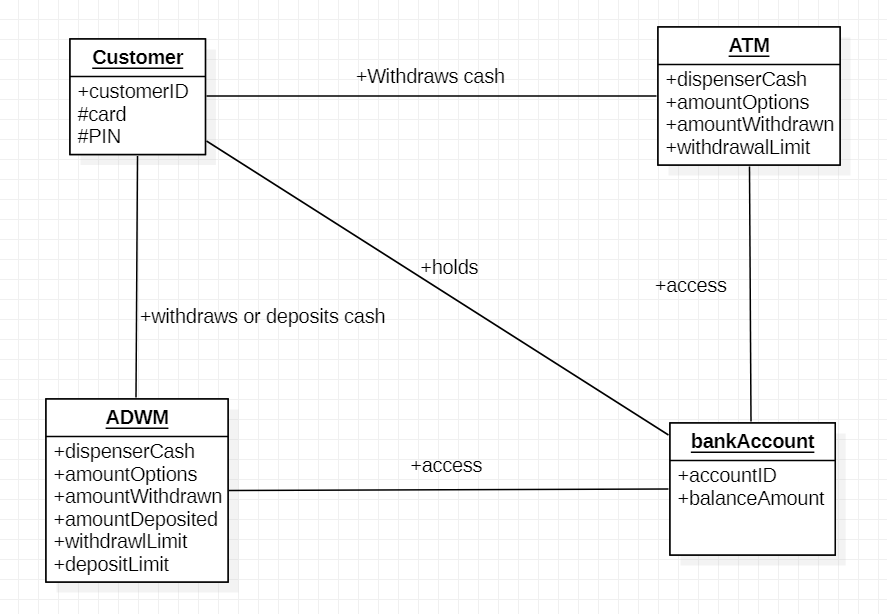 Customer
+customerID
#card
#PIN
+Withdraws cash
ATM
+dispenserCash
+amountOptions
+amountWithdrawn
+withdrawalLimit
+holds
+access
+withdraws or deposits cash
ADWM
+dispenserCash
+amountOptions
+amountWithdrawn
+amountDeposited
+withdrawlLimit
+depositLimit
+access
bankAccount
+accountID
+balanceAmount